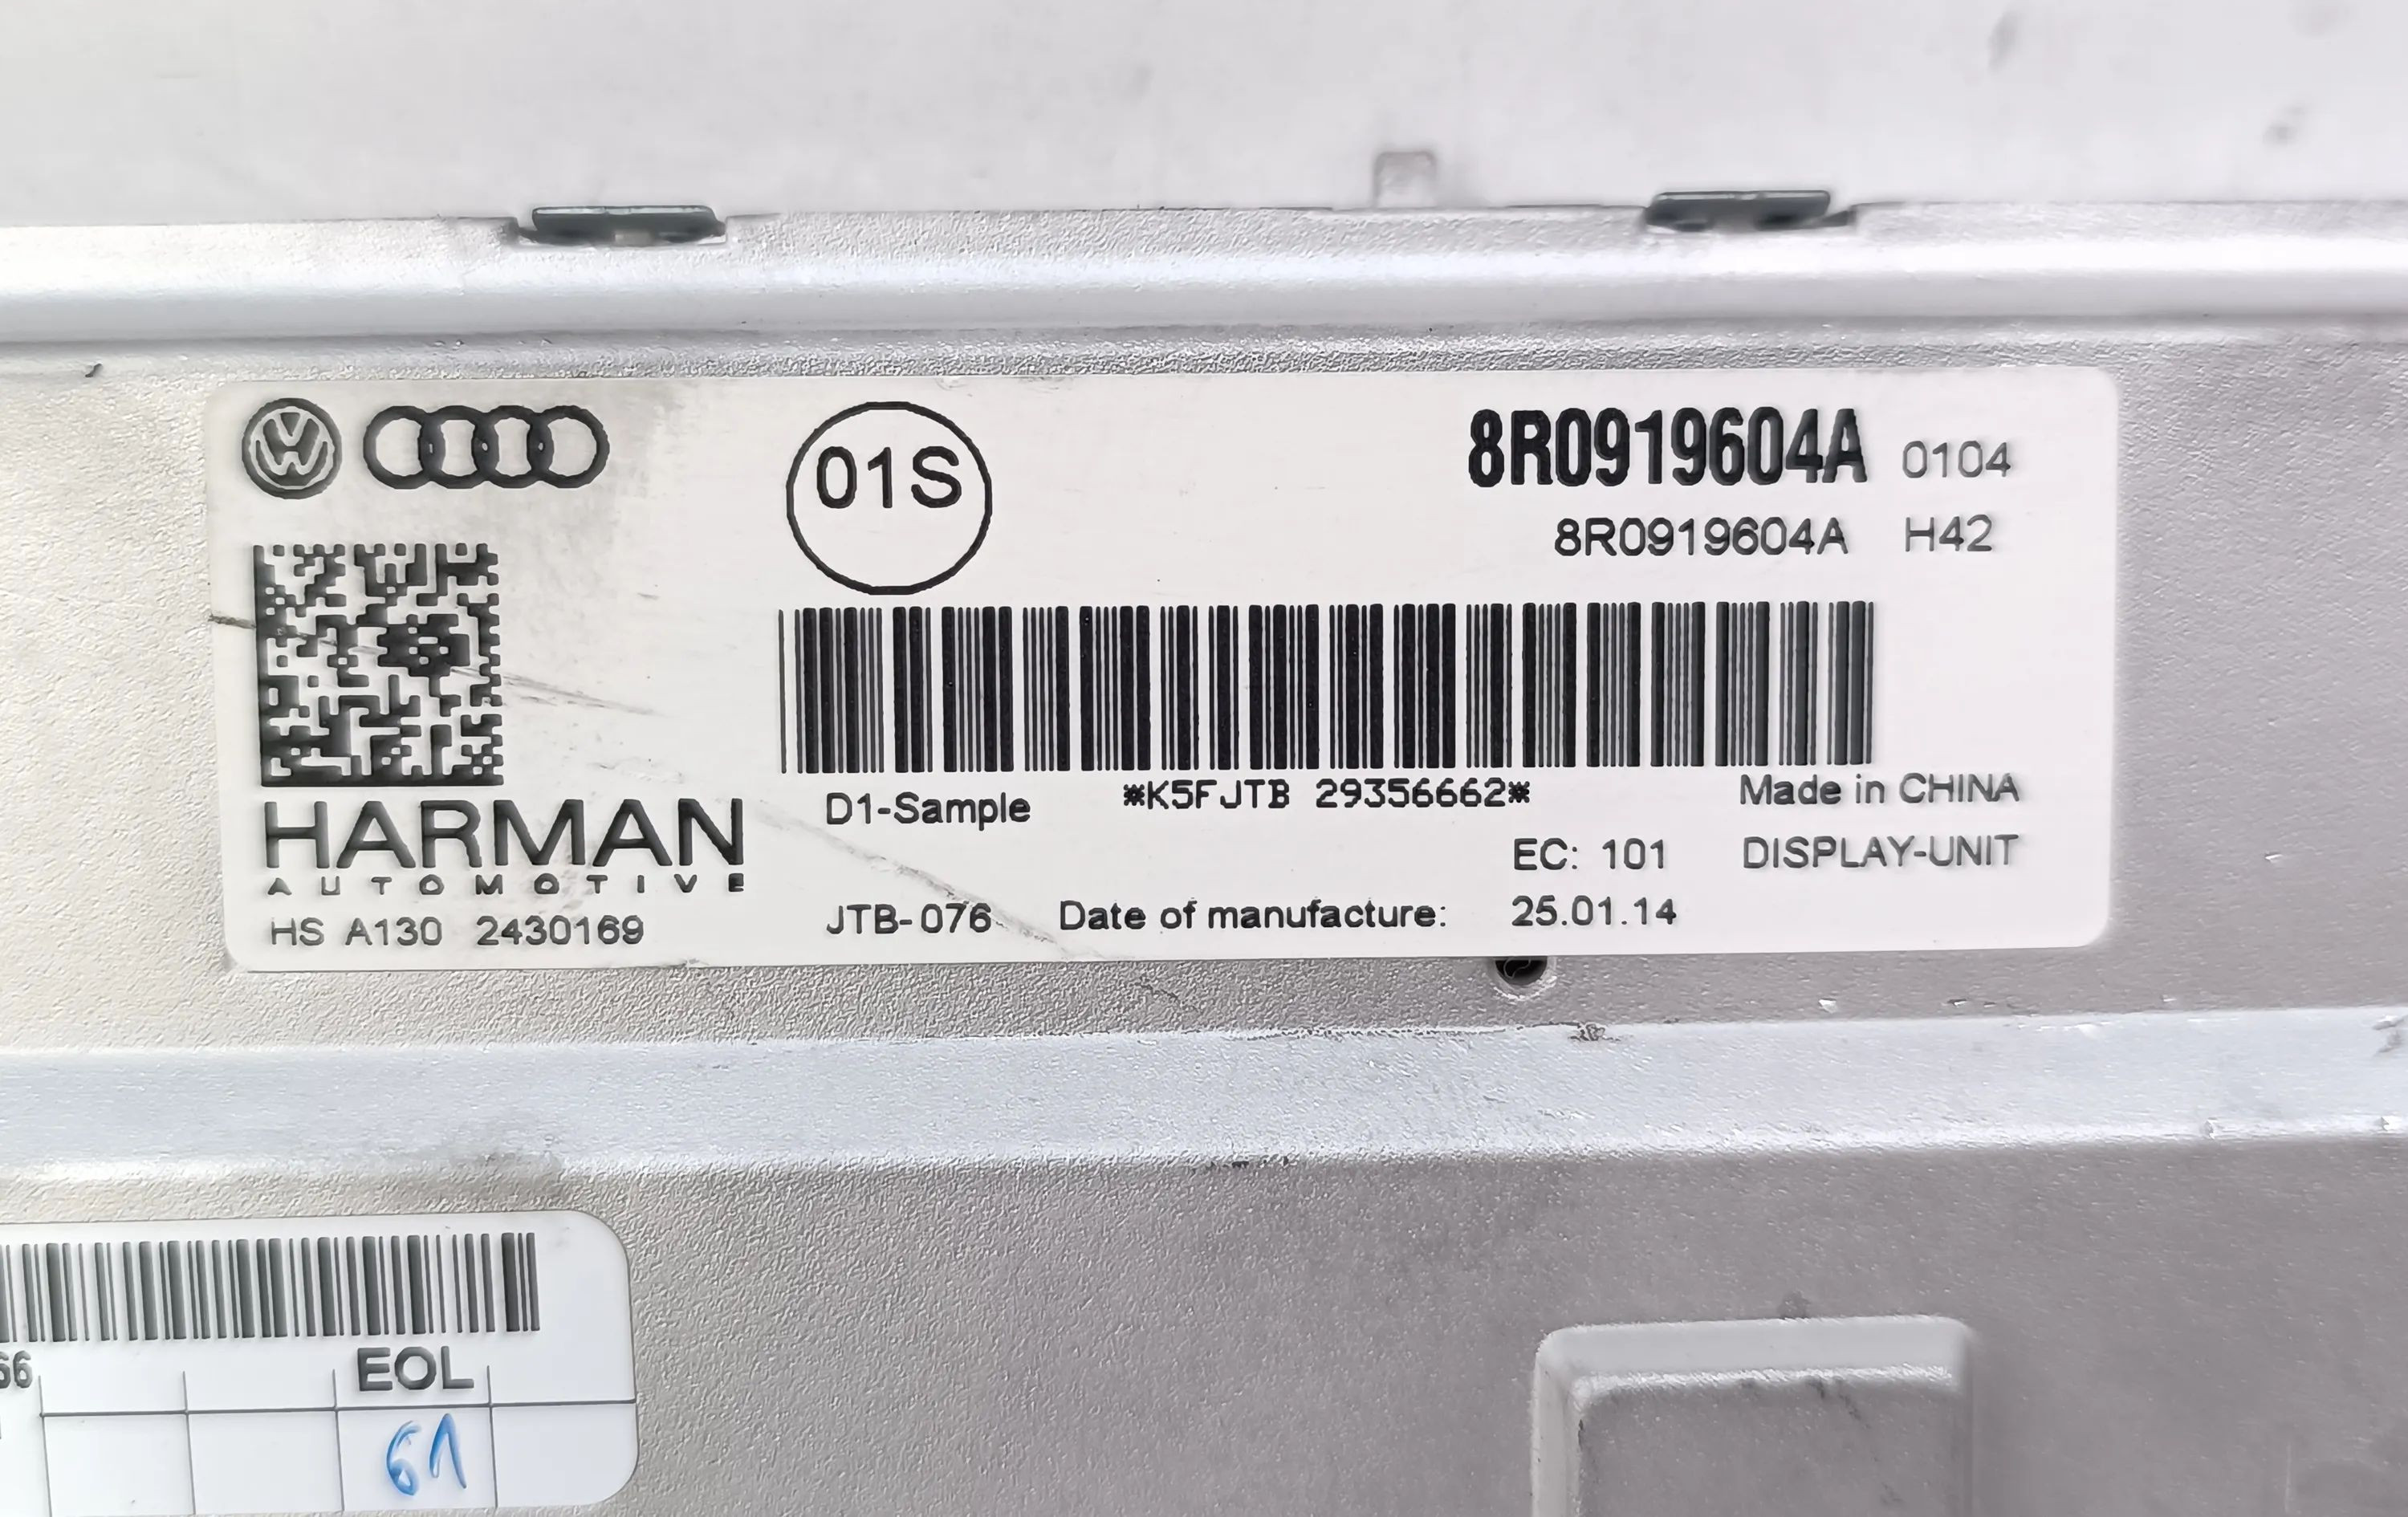 01S
8R0919604A 0104
8R0919604A H42
D1-Sample *K5FJTB 29356662* Made in CHINA
HARMAN
AUTOMOTIVE
EC: 101 DISPLAY-UNIT
HS A130 2430169
JTB-076 Date of manufacture: 25.01.14
66
EOL
61